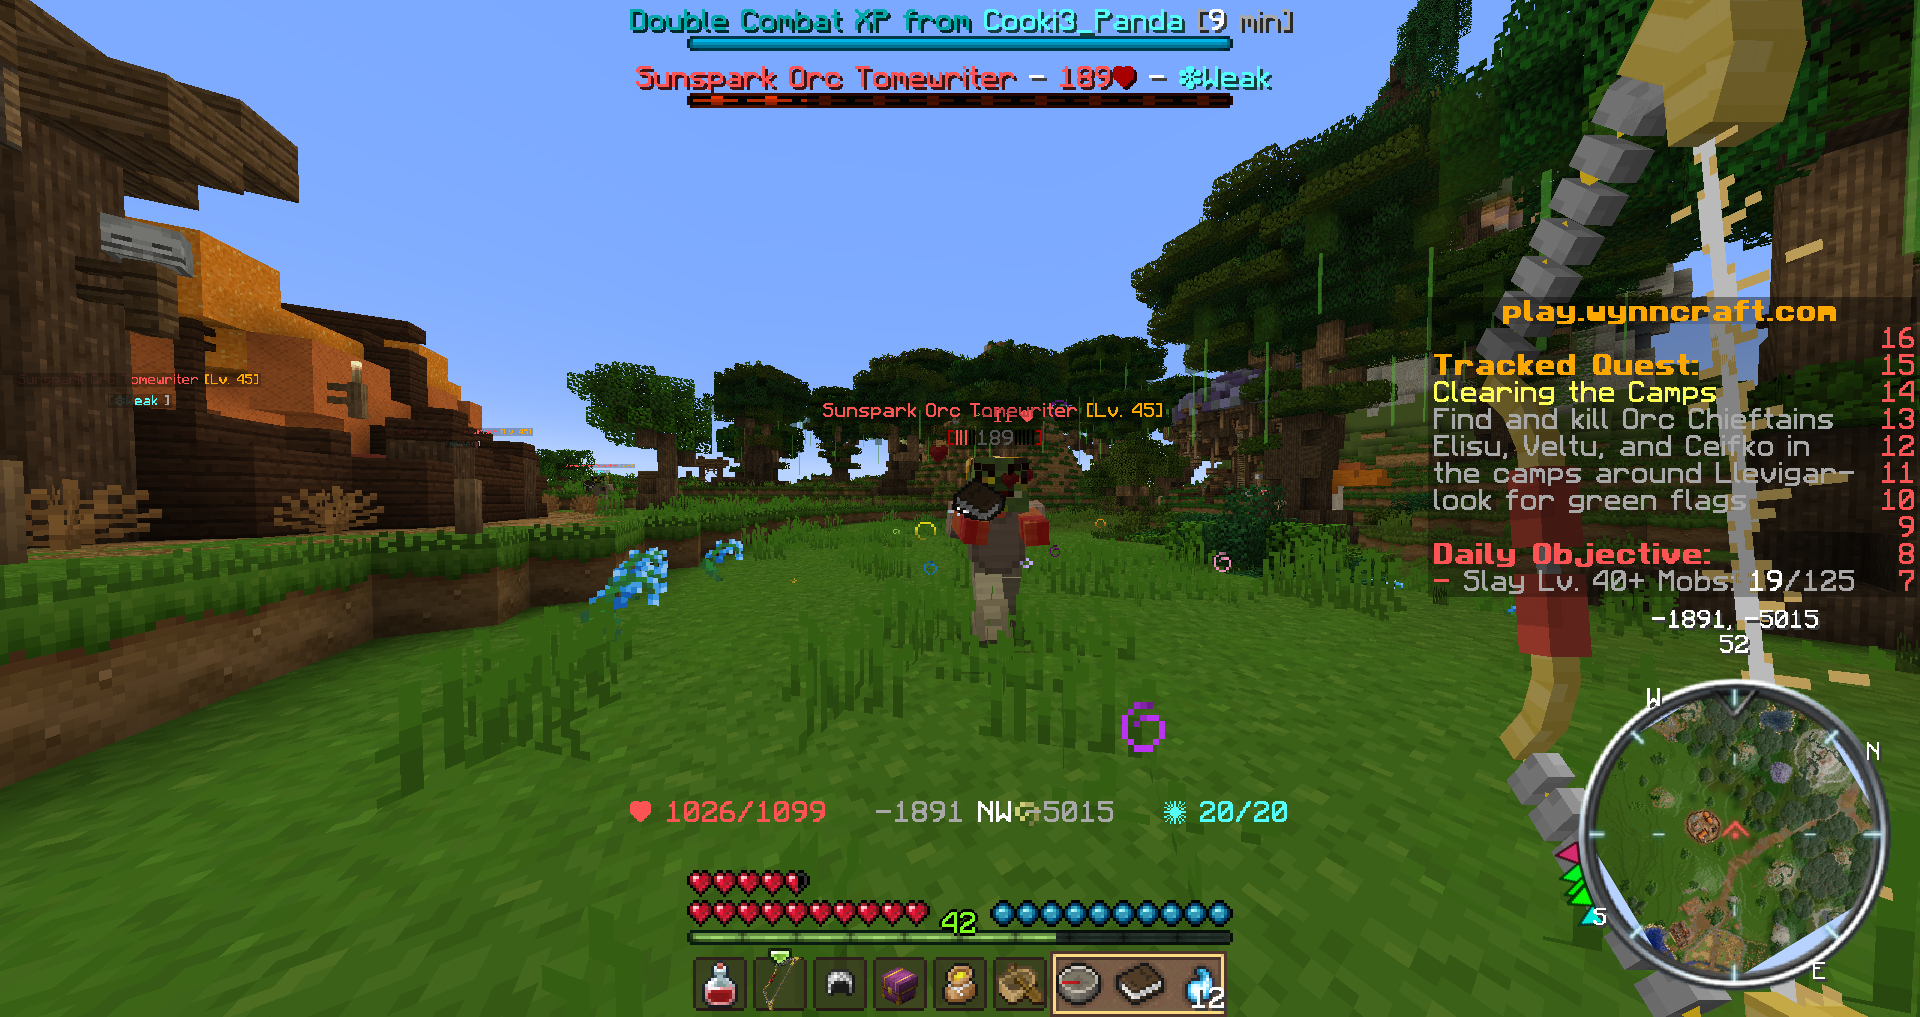 Double Combat XP from Cooki3_Panda [9 min]
Sunspark Orc Tomewriter - 189❤ - ❋Weak
play.wynncraft.com
16
Tracked Quest: 15
Clearing the Camps 14
Find and kill Orc Chieftains 13
Elisu, Veltu, and Ceifko in 12
the camps around Llevigar- 11
look for green flags 10
9
Daily Objective: 8
- Slay Lv. 40+ Mobs: 19/125 7
-1891, -5015
52
Tomewriter [Lv. 45]
Weak ]
Sunspark Orc Tomewriter [Lv. 45]
11 ❤
[||| 189 ]
W
N
S
E
❤ 1026/1099 -1891 NW -5015 20/20
42
12